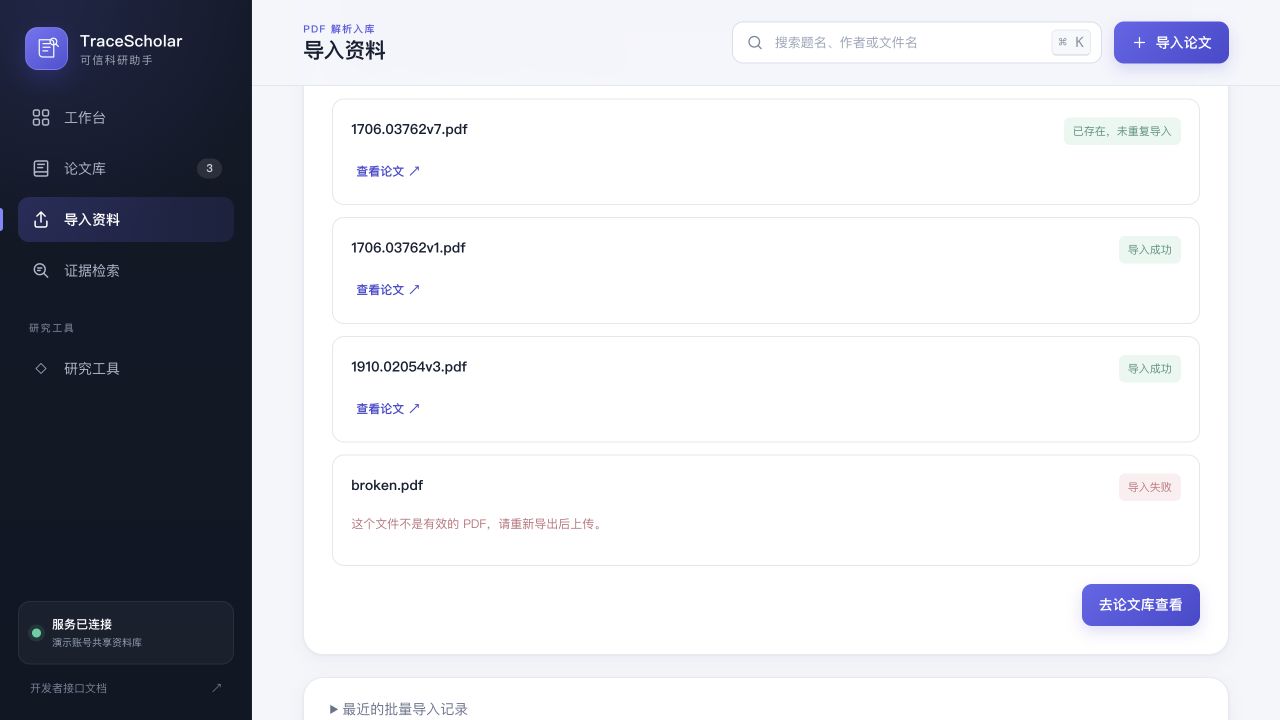 TraceScholar
可信科研助手
工作台
论文库
3
导入资料
证据检索
研究工具
研究工具
服务已连接
演示账号共享资料库
开发者接口文档 ↗
PDF 解析入库
导入资料
搜索题名、作者或文件名
⌘ K
＋ 导入论文
1706.03762v7.pdf
已存在，未重复导入
查看论文 ↗
1706.03762v1.pdf
导入成功
查看论文 ↗
1910.02054v3.pdf
导入成功
查看论文 ↗
broken.pdf
导入失败
这个文件不是有效的 PDF，请重新导出后上传。
去论文库查看
▶ 最近的批量导入记录